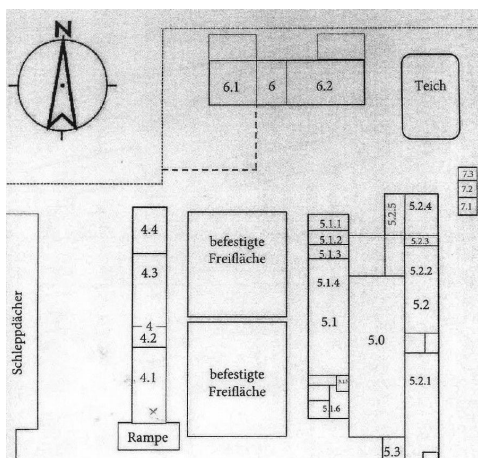 N
6.1 6 6.2
Teich
7.3
7.2
7.1
4.4
4.3
4
4.2
4.1
Rampe
Schleppdächer
befestigte
Freifläche
befestigte
Freifläche
5.1.1
5.1.2
5.1.3
5.1.4
5.1
5.1.6
5.0
5.3
5.2.5
5.2.4
5.2.3
5.2.2
5.2
5.2.1